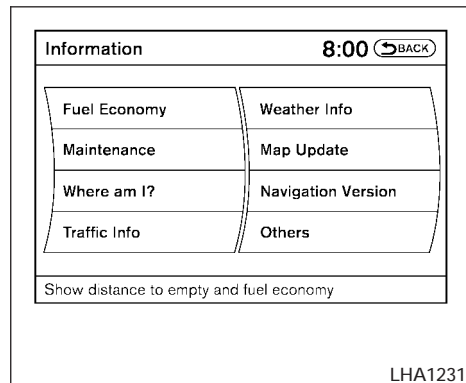 Information 8:00 BACK
Fuel Economy
Maintenance
Where am I?
Traffic Info
Weather Info
Map Update
Navigation Version
Others
Show distance to empty and fuel economy
LHA1231